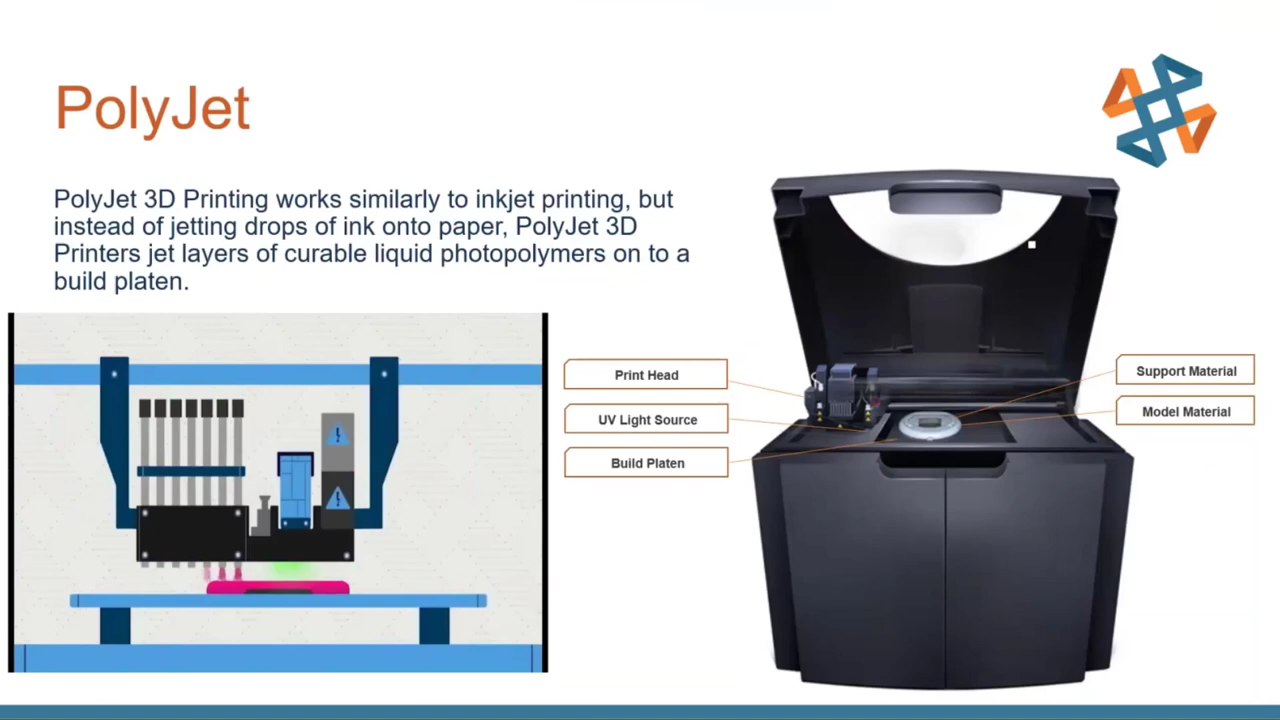 PolyJet
PolyJet 3D Printing works similarly to inkjet printing, but
instead of jetting drops of ink onto paper, PolyJet 3D
Printers jet layers of curable liquid photopolymers on to a
build platen.
Print Head
UV Light Source
Build Platen
Support Material
Model Material